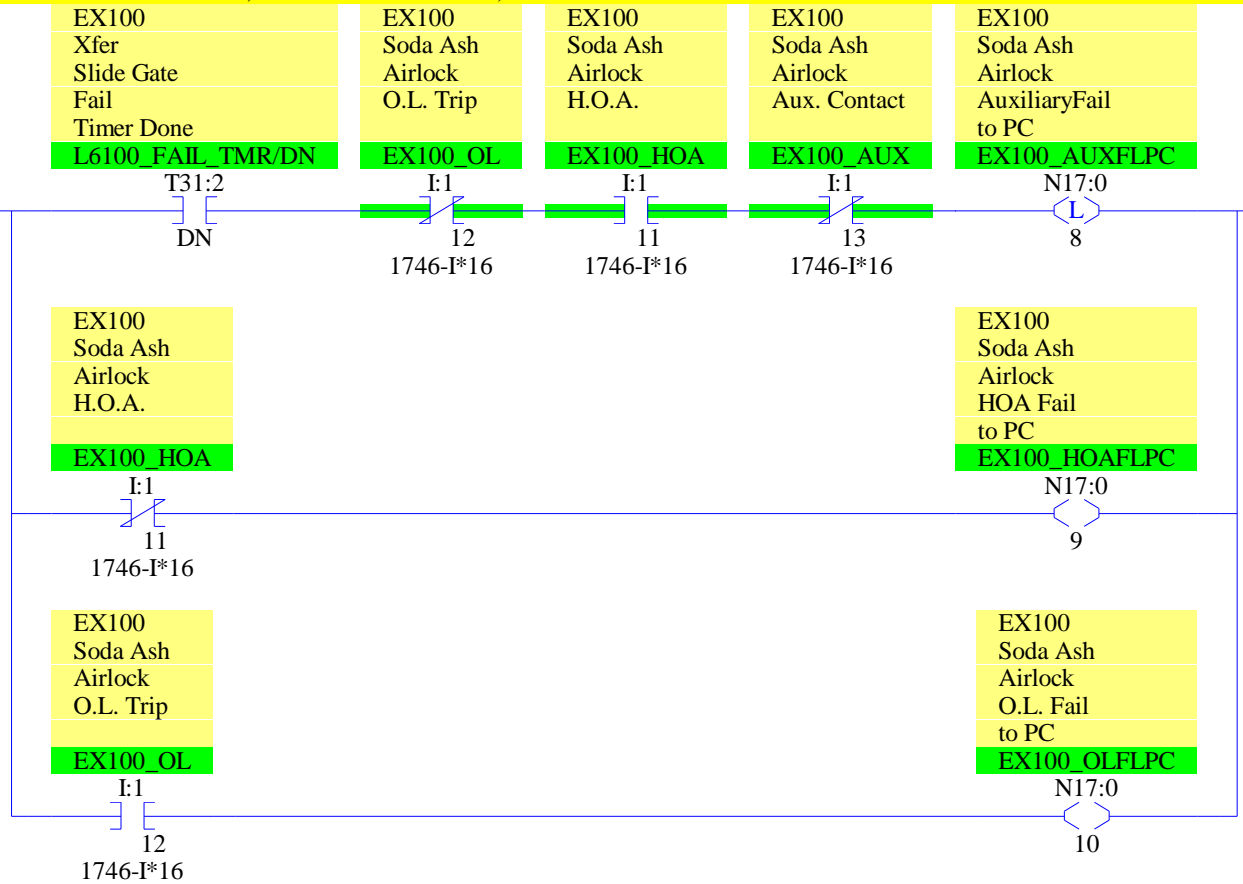 EX100
Xfer
Slide Gate
Fail
Timer Done
L6100_FAIL_TMR/DN
T31:2
DN
EX100
Soda Ash
Airlock
O.L. Trip
EX100_OL
I:1
12
1746-I*16
EX100
Soda Ash
Airlock
H.O.A.
EX100_HOA
I:1
11
1746-I*16
EX100
Soda Ash
Airlock
Aux. Contact
EX100_AUX
I:1
13
1746-I*16
EX100
Soda Ash
Airlock
AuxiliaryFail
to PC
EX100_AUXFLPC
N17:0
L
8
EX100
Soda Ash
Airlock
H.O.A.
EX100_HOA
I:1
11
1746-I*16
EX100
Soda Ash
Airlock
HOA Fail
to PC
EX100_HOAFLPC
N17:0
9
EX100
Soda Ash
Airlock
O.L. Trip
EX100_OL
I:1
12
1746-I*16
EX100
Soda Ash
Airlock
O.L. Fail
to PC
EX100_OLFLPC
N17:0
10